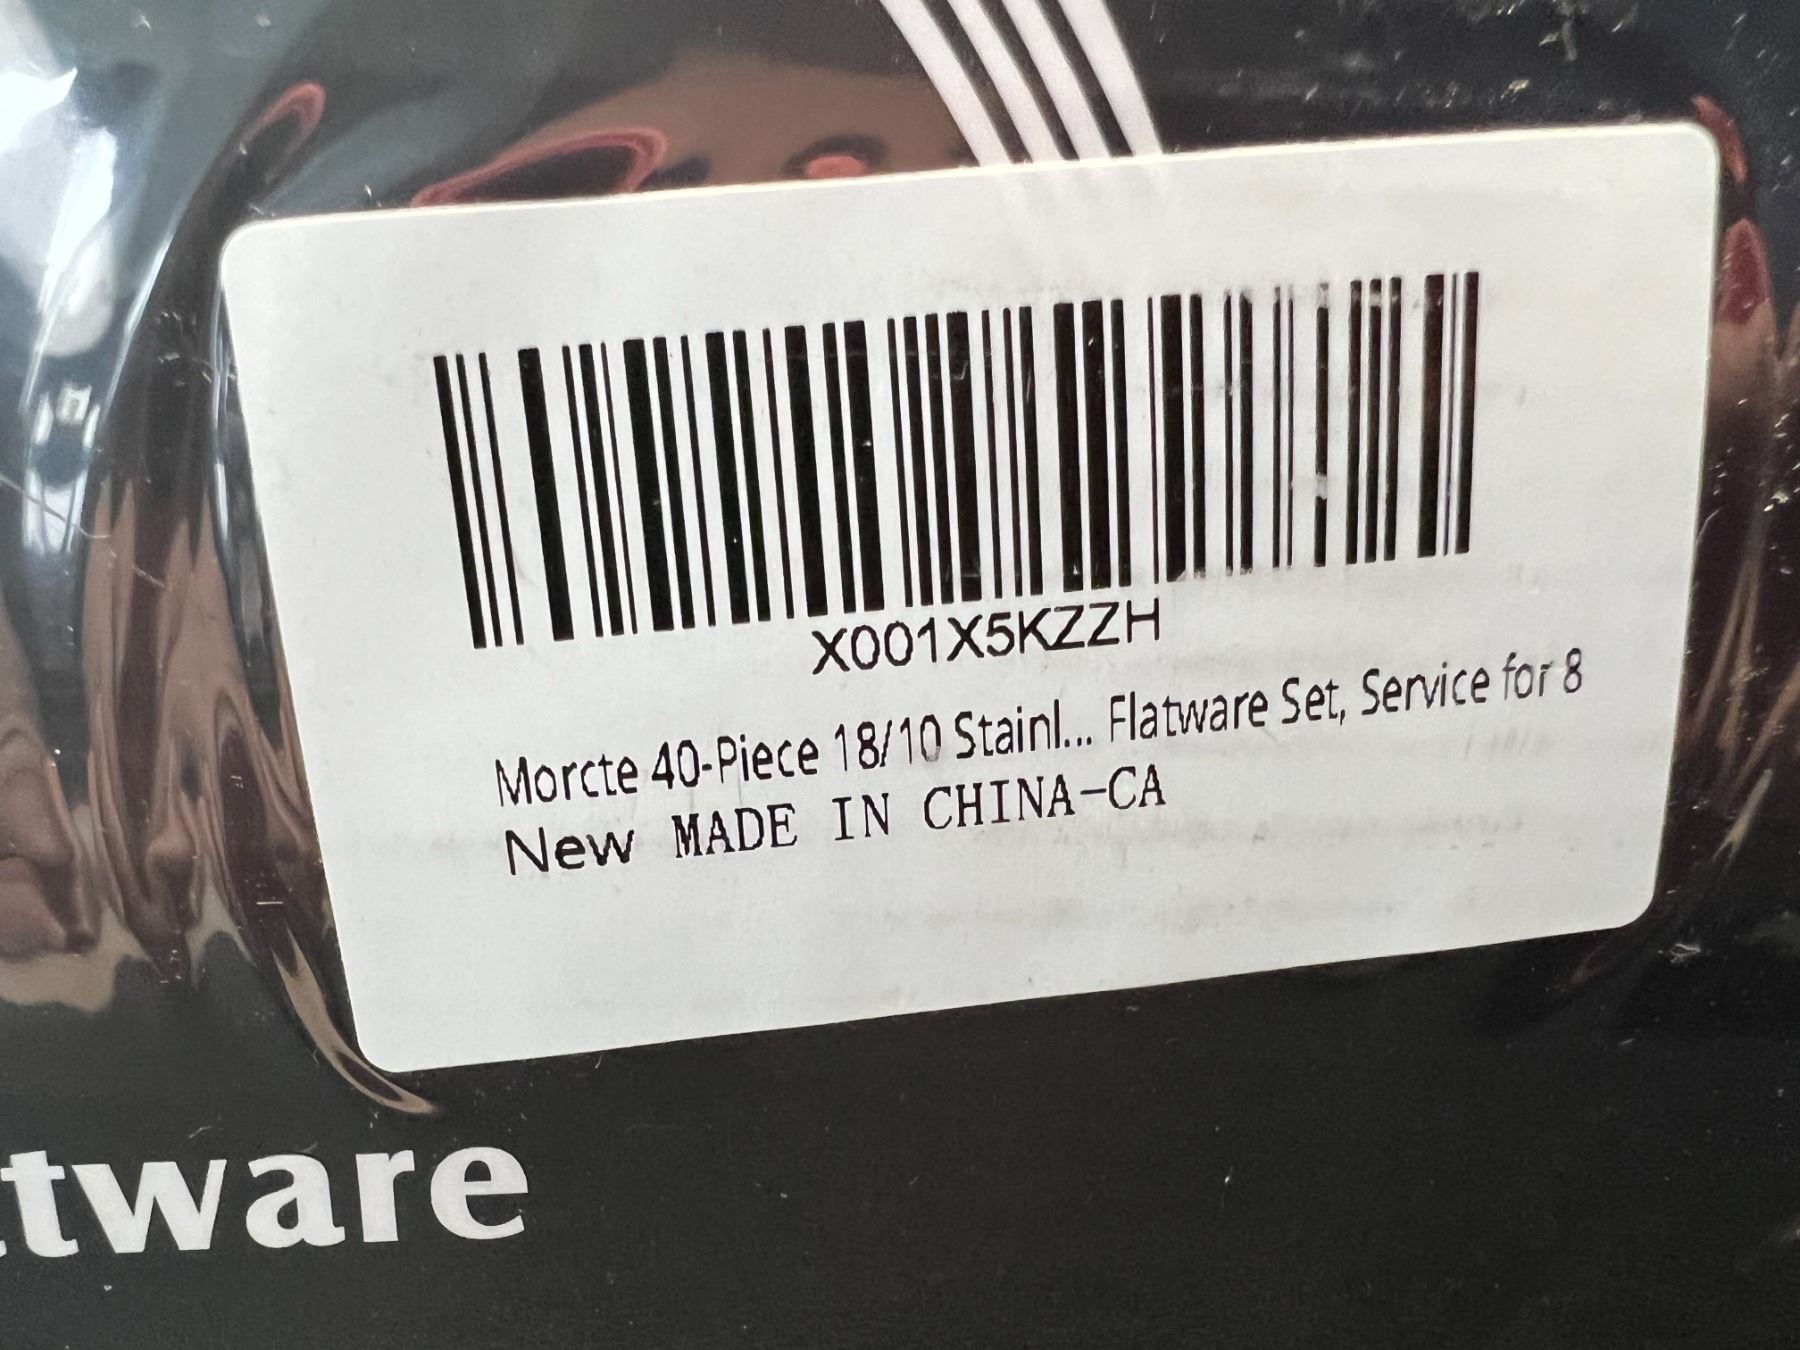 X001X5KZZH
Morcte 40-Piece 18/10 Stainl... Flatware Set, Service for 8
New MADE IN CHINA-CA
tware